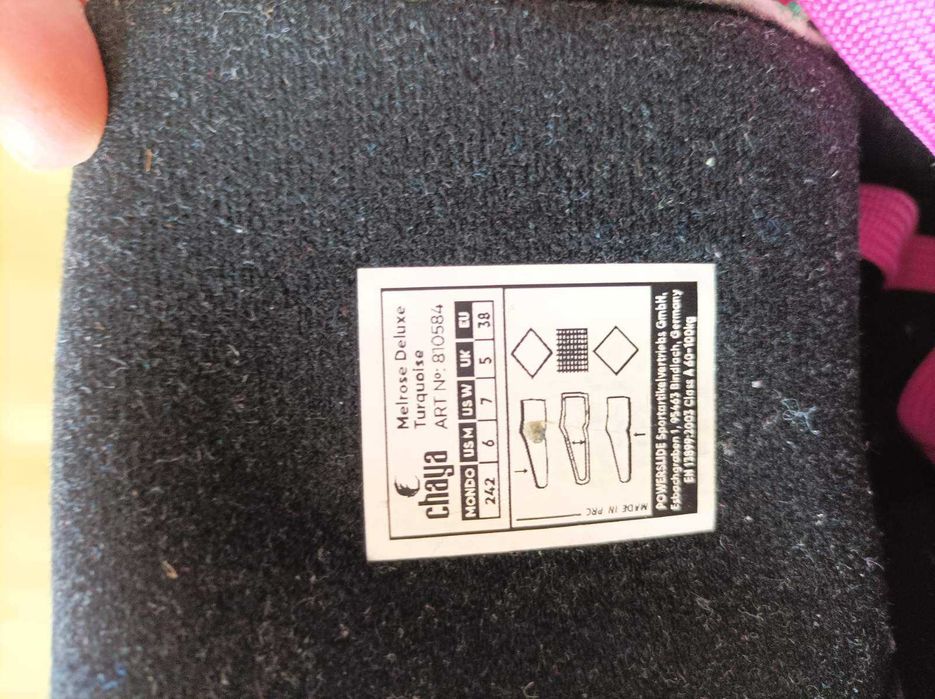 chaya
Melrose Deluxe
Turquoise
ART Nº: 810584
MONDO US M US W UK EU
242 6 7 5 38
MADE IN PRC
POWERSLIDE Sportartikelvertriebs GmbH,
Esbachgraben 1, 95463 Bindlach, Germany
EN 13899:2003 Class A 60-100kg